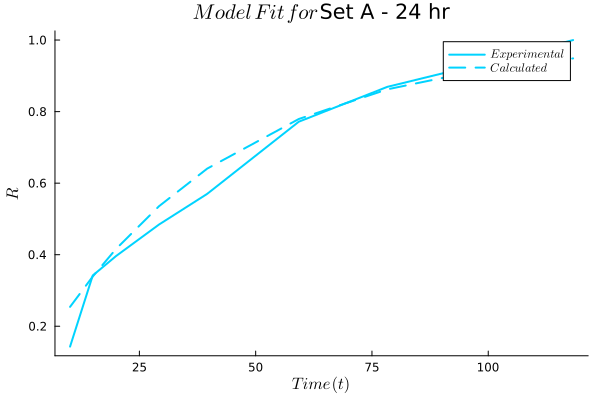 Model Fit for Set A - 24 hr
1.0
Experimental
Calculated
0.8
0.6
R
0.4
0.2
25 50 75 100
Time(t)